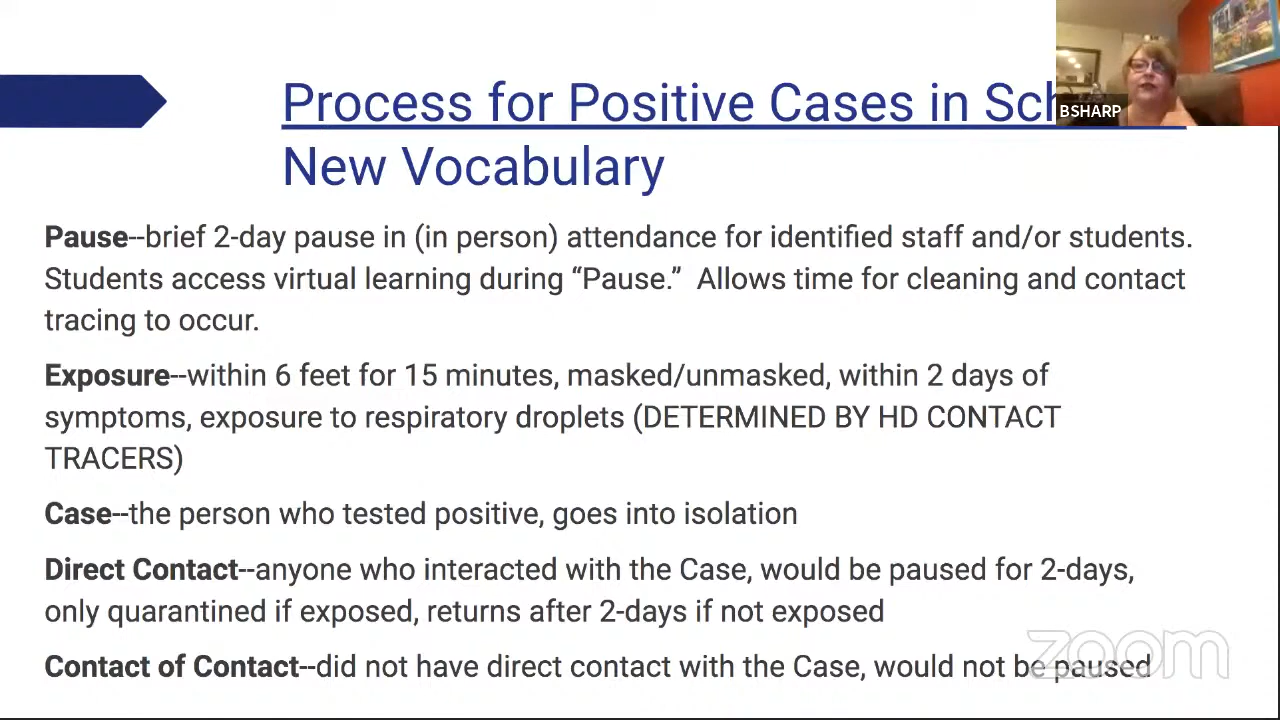 Process for Positive Cases in
BSHARP
New Vocabulary
Pause--brief 2-day pause in (in person) attendance for identified staff and/or students.
Students access virtual learning during “Pause.” Allows time for cleaning and contact
tracing to occur.
Exposure--within 6 feet for 15 minutes, masked/unmasked, within 2 days of
symptoms, exposure to respiratory droplets (DETERMINED BY HD CONTACT
TRACERS)
Case--the person who tested positive, goes into isolation
Direct Contact--anyone who interacted with the Case, would be paused for 2-days,
only quarantined if exposed, returns after 2-days if not exposed
zoom
Contact of Contact--did not have direct contact with the Case, would not be paused